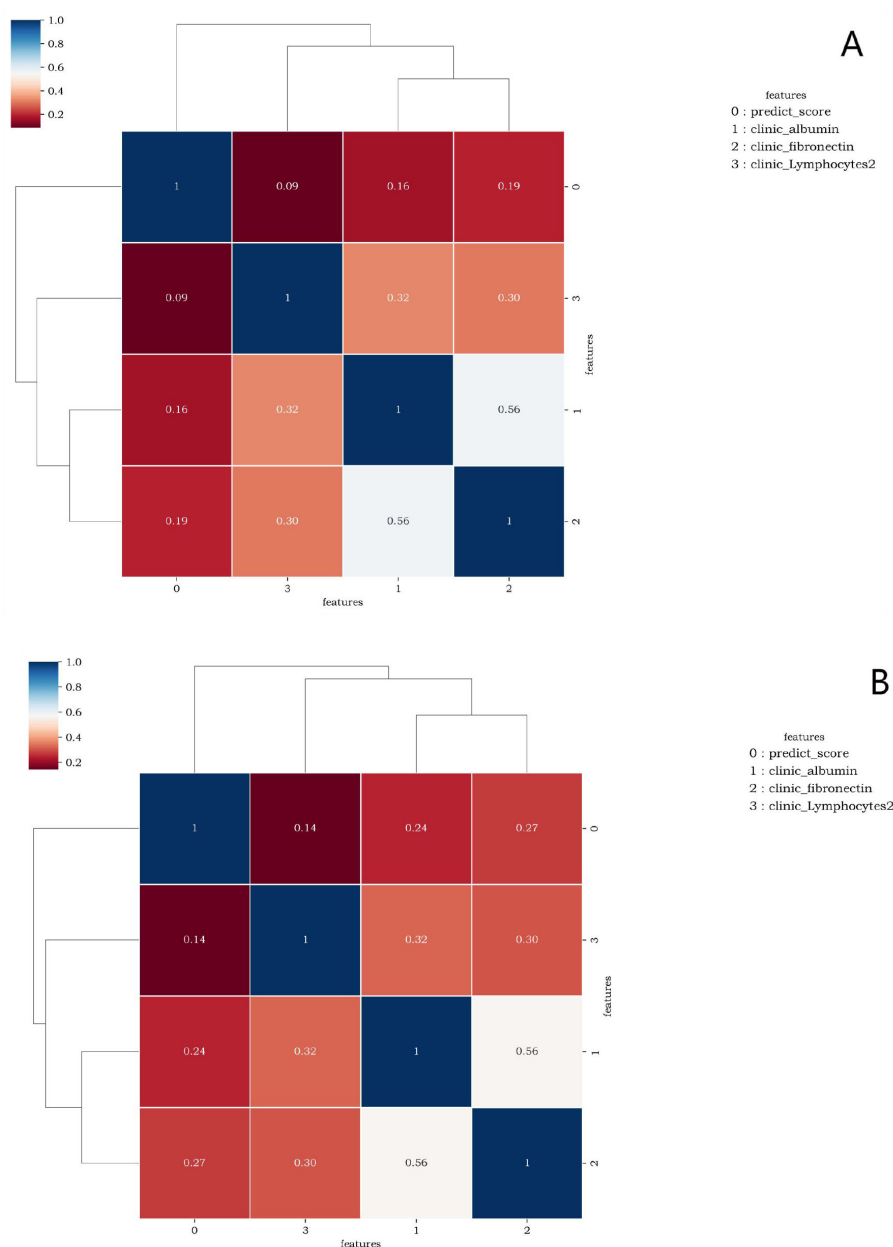 A
1.0
0.8
0.6
0.4
0.2
features
0 : predict_score
1 : clinic_albumin
2 : clinic_fibronectin
3 : clinic_Lymphocytes2
1 0.09 0.16 0.19 0
0.09 1 0.32 0.30 3
features
0.16 0.32 1 0.56 1
0.19 0.30 0.56 1 2
0 3 1 2
features
B
1.0
0.8
0.6
0.4
0.2
features
0 : predict_score
1 : clinic_albumin
2 : clinic_fibronectin
3 : clinic_Lymphocytes2
1 0.14 0.24 0.27 0
0.14 1 0.32 0.30 3
features
0.24 0.32 1 0.56 1
0.27 0.30 0.56 1 2
0 3 1 2
features